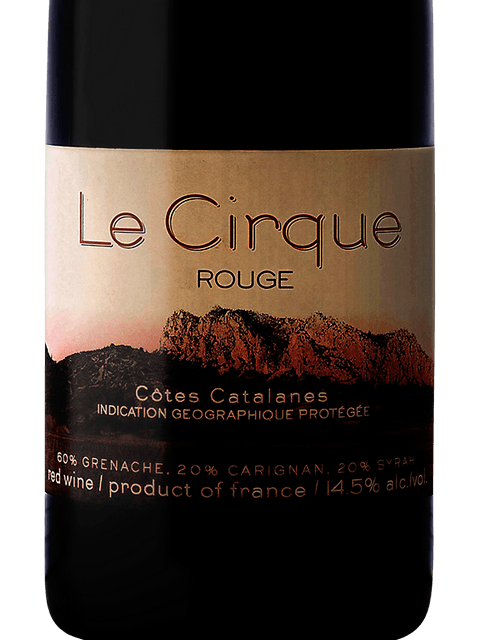 Le Cirque
ROUGE
Côtes Catalanes
INDICATION GEOGRAPHIQUE PROTÉGÉE
60% GRENACHE, 20% CARIGNAN, 20% SYRAH
red wine / product of france / 14.5% alc./vol.